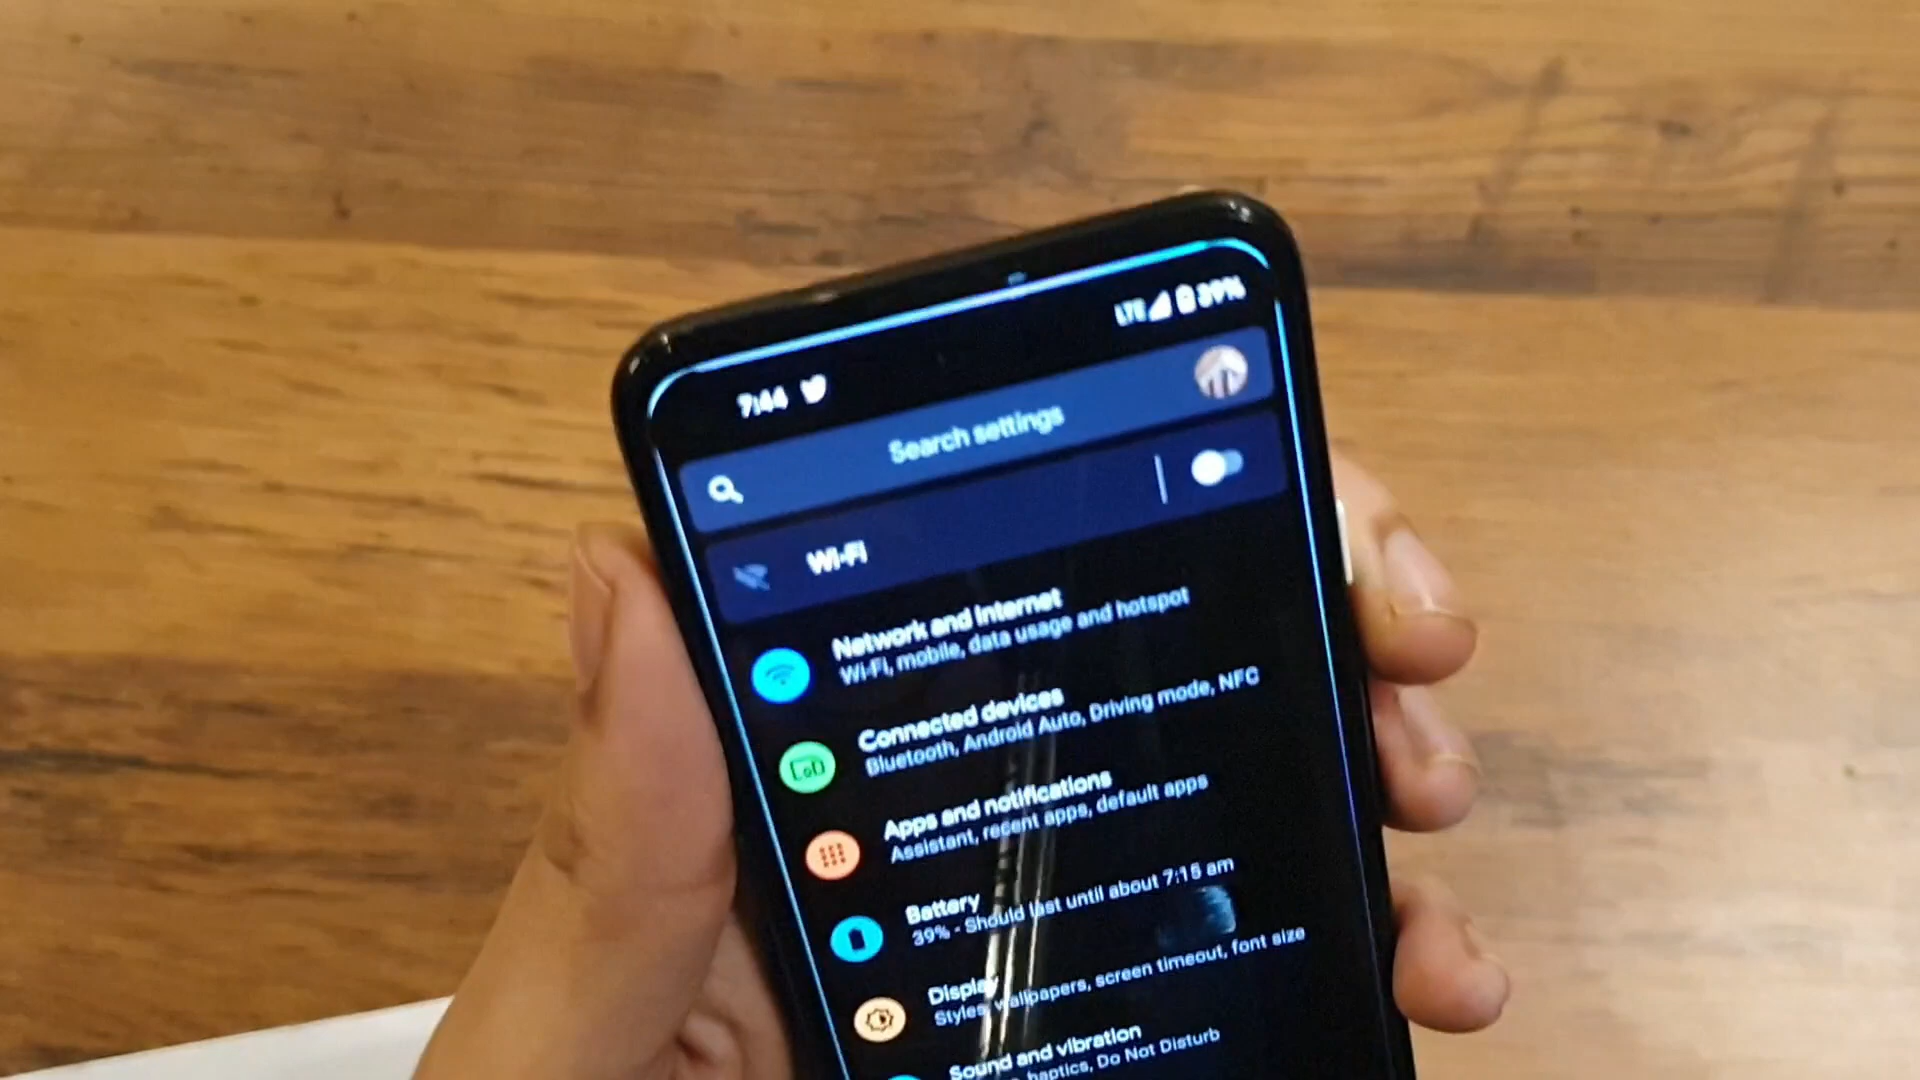 7:44
LTE 39%
Search settings
Wi-Fi
Network and internet
Wi-Fi, mobile, data usage and hotspot
Connected devices
Bluetooth, Android Auto, Driving mode, NFC
Apps and notifications
Assistant, recent apps, default apps
Battery
39% - Should last until about 7:15 am
Display
Styles, wallpapers, screen timeout, font size
Sound and vibration
haptics, Do Not Disturb